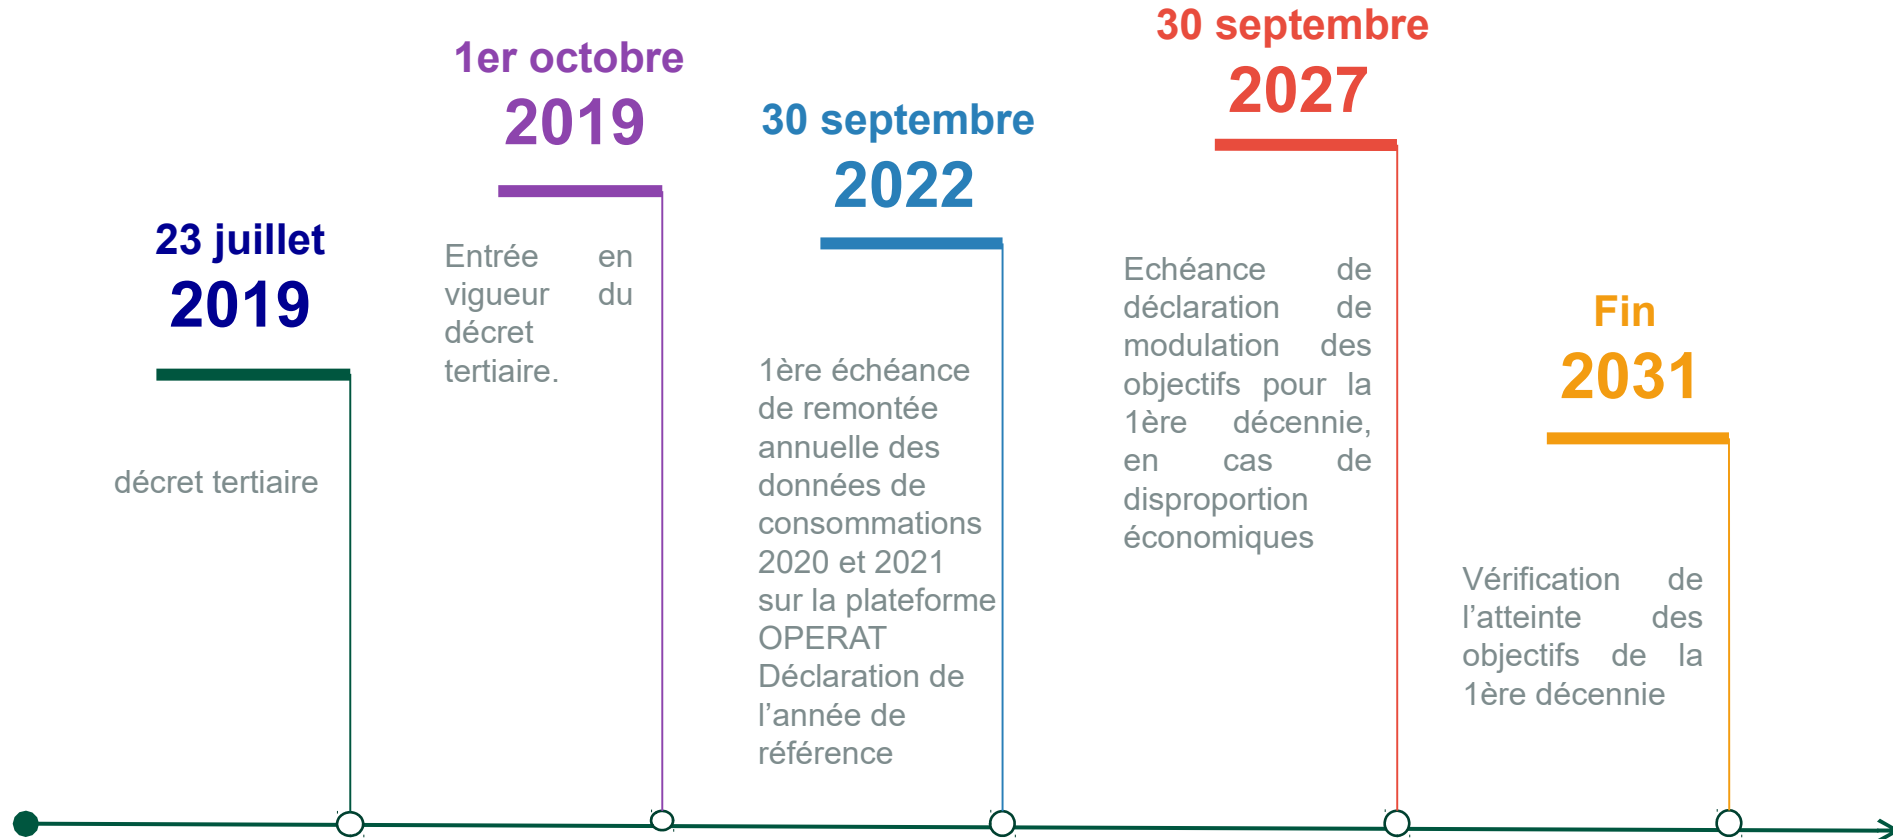 23 juillet
2019
décret tertiaire
1er octobre
2019
Entrée en
vigueur du
décret
tertiaire.
30 septembre
2022
1ère échéance
de remontée
annuelle des
données de
consommations
2020 et 2021
sur la plateforme
OPERAT
Déclaration de
l’année de
référence
30 septembre
2027
Echéance de
déclaration de
modulation des
objectifs pour la
1ère décennie,
en cas de
disproportion
économiques
Fin
2031
Vérification de
l’atteinte des
objectifs de la
1ère décennie